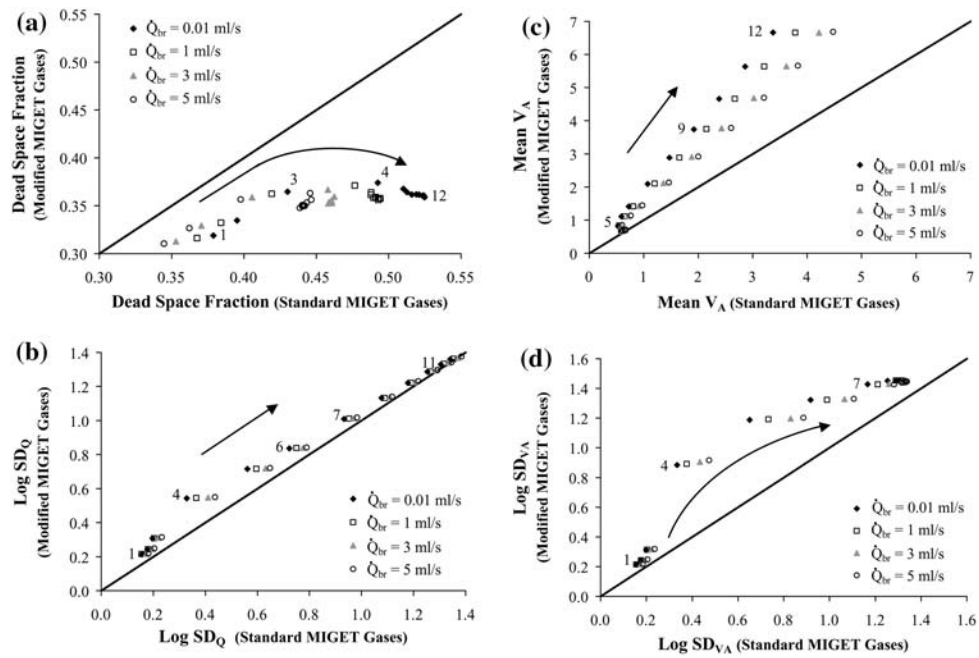 (a)
0.55
0.50
0.45
0.40
0.35
0.30
Dead Space Fraction
(Modified MIGET Gases)
Q̇br = 0.01 ml/s
Q̇br = 1 ml/s
Q̇br = 3 ml/s
Q̇br = 5 ml/s
1
3
4
12
0.30 0.35 0.40 0.45 0.50 0.55
Dead Space Fraction (Standard MIGET Gases)
(c)
7
6
5
4
3
2
1
0
Mean VA
(Modified MIGET Gases)
12
9
5
Q̇br = 0.01 ml/s
Q̇br = 1 ml/s
Q̇br = 3 ml/s
Q̇br = 5 ml/s
0 1 2 3 4 5 6 7
Mean VA (Standard MIGET Gases)
(b)
1.4
1.2
1.0
0.8
0.6
0.4
0.2
0.0
Log SDQ
(Modified MIGET Gases)
11
7
6
4
1
Q̇br = 0.01 ml/s
Q̇br = 1 ml/s
Q̇br = 3 ml/s
Q̇br = 5 ml/s
0.0 0.2 0.4 0.6 0.8 1.0 1.2 1.4
Log SDQ (Standard MIGET Gases)
(d)
1.6
1.4
1.2
1.0
0.8
0.6
0.4
0.2
0.0
Log SDVA
(Modified MIGET Gases)
7
4
1
Q̇br = 0.01 ml/s
Q̇br = 1 ml/s
Q̇br = 3 ml/s
Q̇br = 5 ml/s
0.0 0.2 0.4 0.6 0.8 1.0 1.2 1.4 1.6
Log SDVA (Standard MIGET Gases)